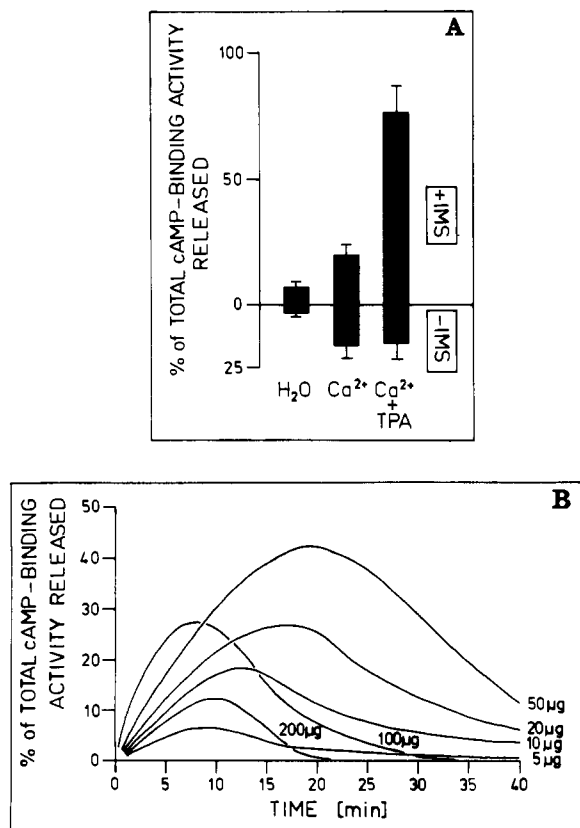 A
% of TOTAL cAMP-BINDING ACTIVITY
RELEASED
100
50
0
25
+IMS
-IMS
H₂O
Ca²⁺
Ca²⁺
+
TPA
B
% of TOTAL cAMP-BINDING
ACTIVITY RELEASED
50
40
30
20
10
0
200µg
100µg
50µg
20µg
10µg
5µg
0
5
10
15
20
25
30
35
40
TIME [min]